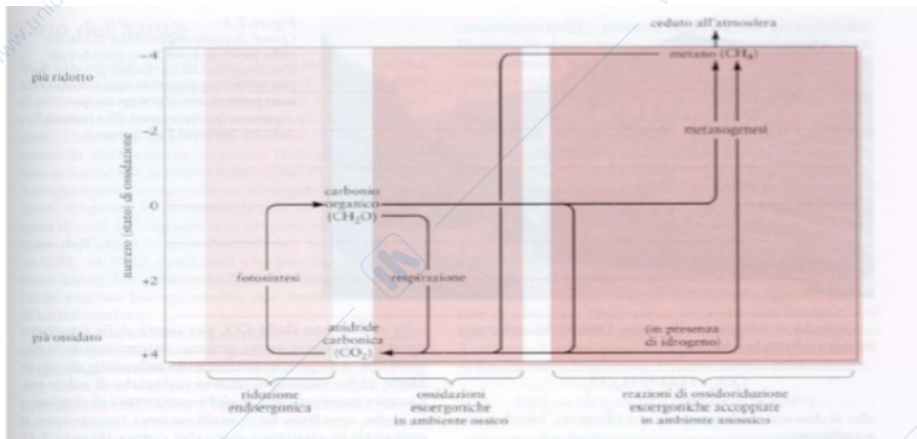 ceduto all'atmosfera
−4
metano (CH₄)
più ridotto
−2
metanogenesi
numero (stato) di ossidazione
carbonio
organico
(CH₂O)
0
+2
fotosintesi
respirazione
più ossidato
+4
anidride
carbonica
(CO₂)
(in presenza
di idrogeno)
riduzione
endoergonica
ossidazioni
esoergoniche
in ambiente ossico
reazioni di ossidoriduzione
esoergoniche accoppiate
in ambiente anossico